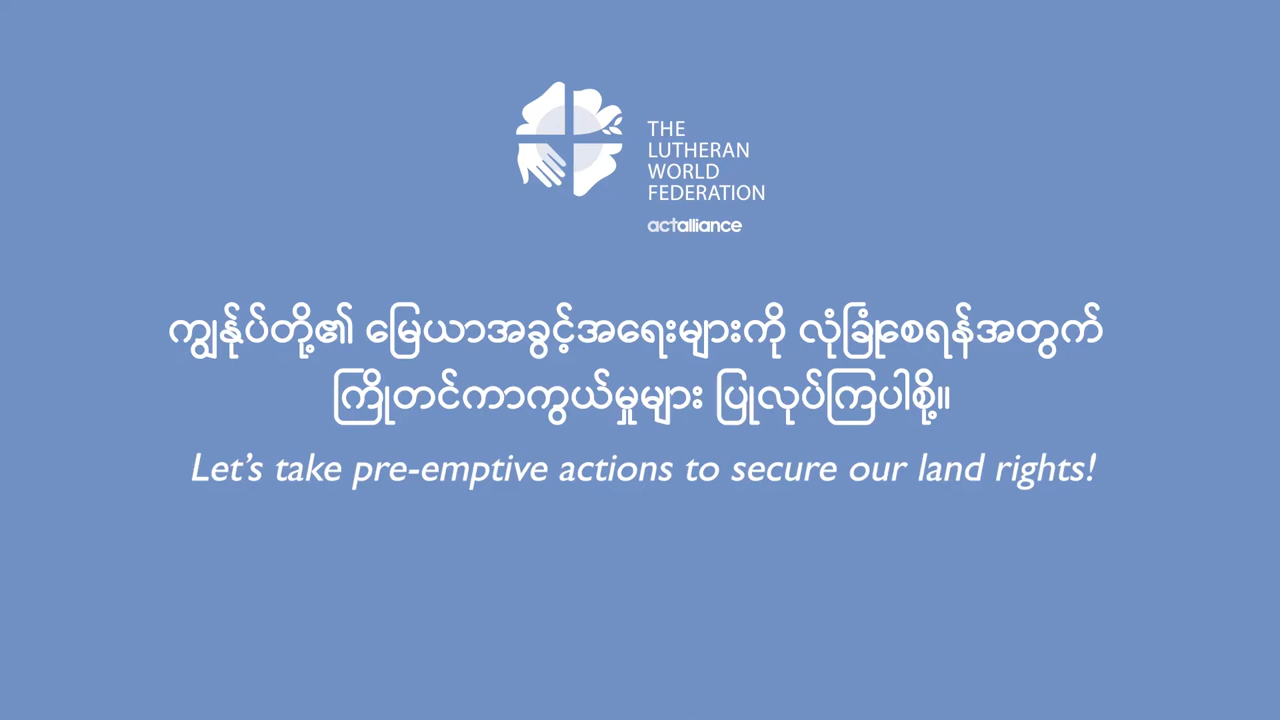 THE
LUTHERAN
WORLD
FEDERATION
actalliance
ကျွန်ုပ်တို့၏ မြေယာအခွင့်အရေးများကို လုံခြုံစေရန်အတွက်
ကြိုတင်ကာကွယ်မှုများ ပြုလုပ်ကြပါစို့။
Let's take pre-emptive actions to secure our land rights!